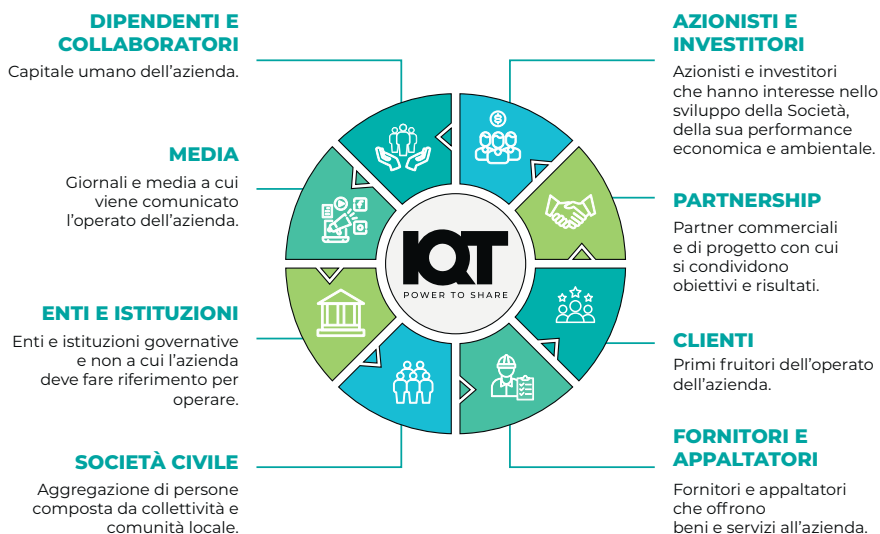 DIPENDENTI E
COLLABORATORI
Capitale umano dell'azienda.
MEDIA
Giornali e media a cui
viene comunicato
l'operato dell'azienda.
ENTI E ISTITUZIONI
Enti e istituzioni governative
e non a cui l'azienda
deve fare riferimento per
operare.
SOCIETÀ CIVILE
Aggregazione di persone
composta da collettività e
comunità locale.
IQT
POWER TO SHARE
AZIONISTI E
INVESTITORI
Azionisti e investitori
che hanno interesse nello
sviluppo della Società,
della sua performance
economica e ambientale.
PARTNERSHIP
Partner commerciali
e di progetto con cui
si condividono
obiettivi e risultati.
CLIENTI
Primi fruitori dell'operato
dell'azienda.
FORNITORI E
APPALTATORI
Fornitori e appaltatori
che offrono
beni e servizi all'azienda.